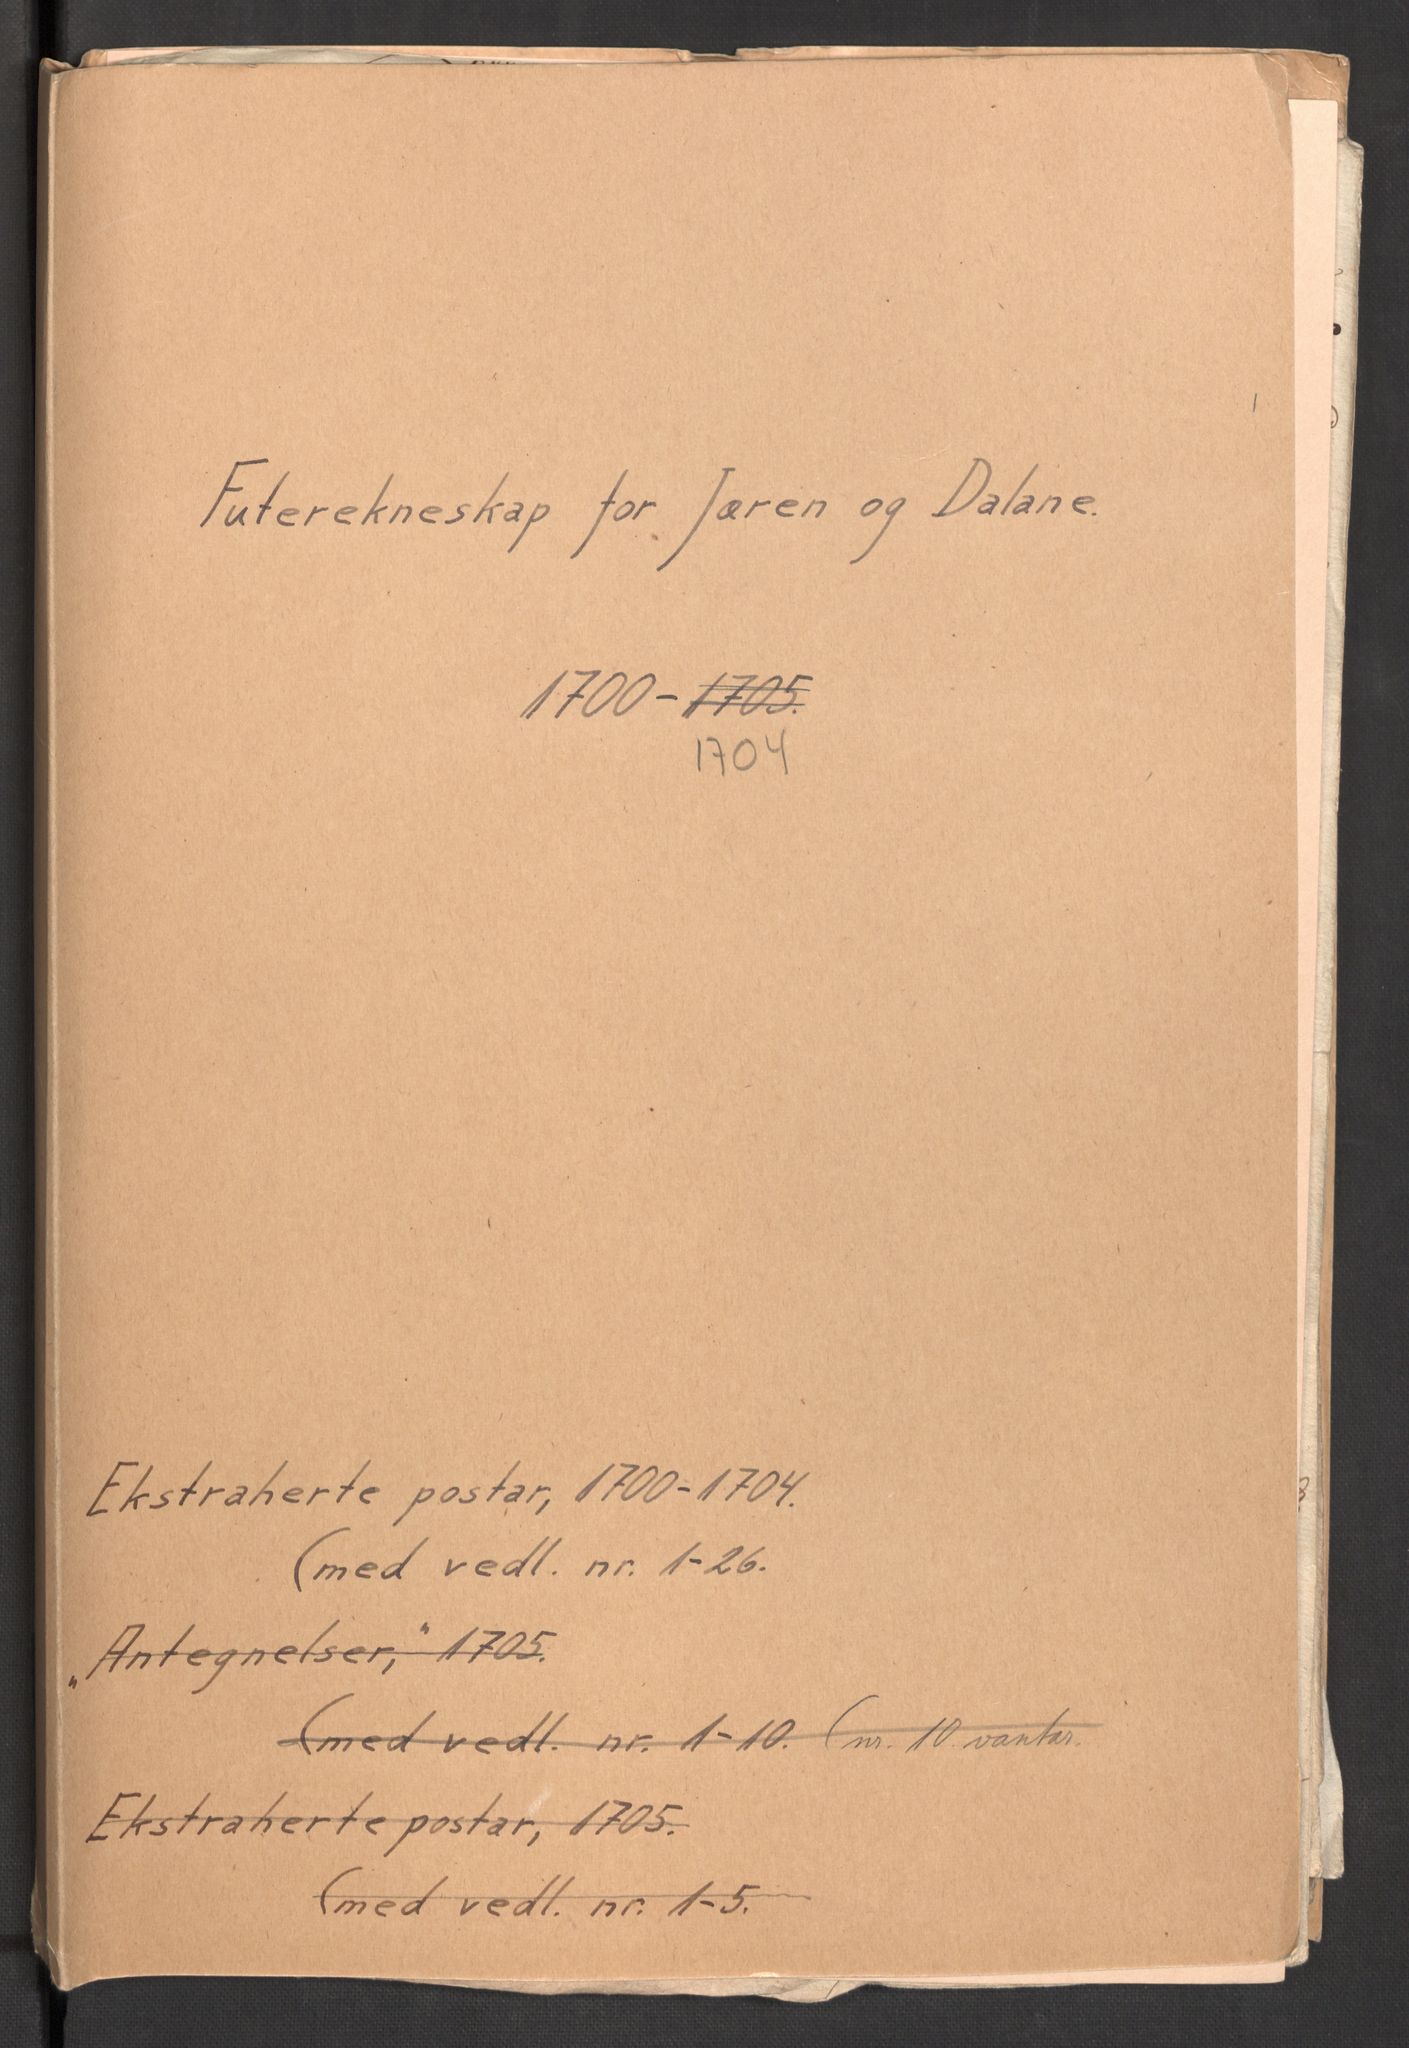 Futerekneskap for Jæren og Dalane.
1700-1705.
1704
Ekstraherte postar, 1700-1704.
(med vedl. nr. 1-26.
„Antegnelser,“ 1705.
(med vedl. nr. 1-10. (nr. 10 vantar.
Ekstraherte postar, 1705.
(med vedl. nr. 1-5.